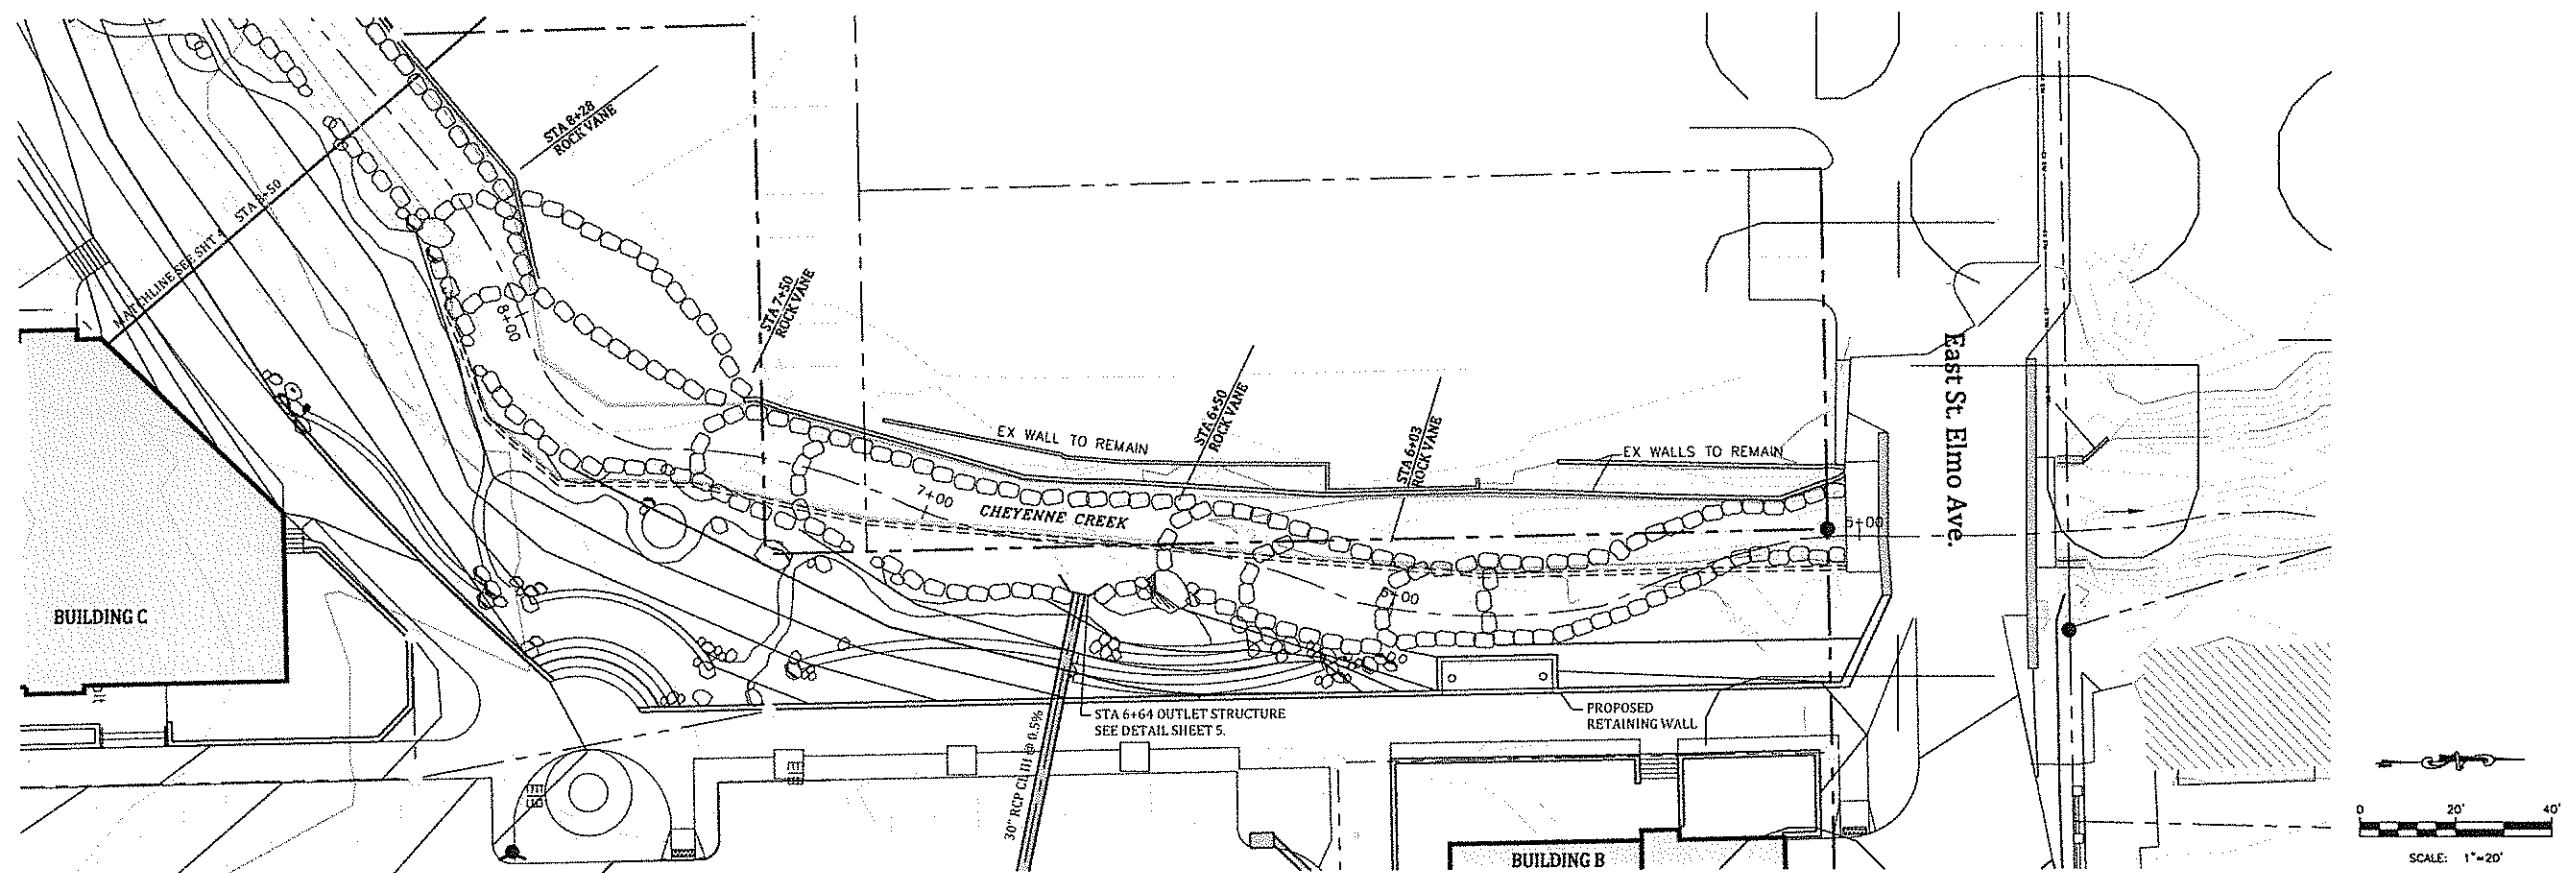 STA 8+28
ROCK VANE
STA 8+50
MATCHLINE SEE SHT 4
8+00
STA 7+50
ROCK VANE
EX WALL TO REMAIN
STA 6+50
ROCK VANE
STA 6+03
ROCK VANE
EX WALLS TO REMAIN
East St. Elmo Ave.
7+00
CHEYENNE CREEK
5+00
6+00
BUILDING C
STA 6+64 OUTLET STRUCTURE
SEE DETAIL SHEET 5.
30" RCP CL III @ 0.5%
PROPOSED
RETAINING WALL
BUILDING B
0 20' 40'
SCALE: 1"=20'